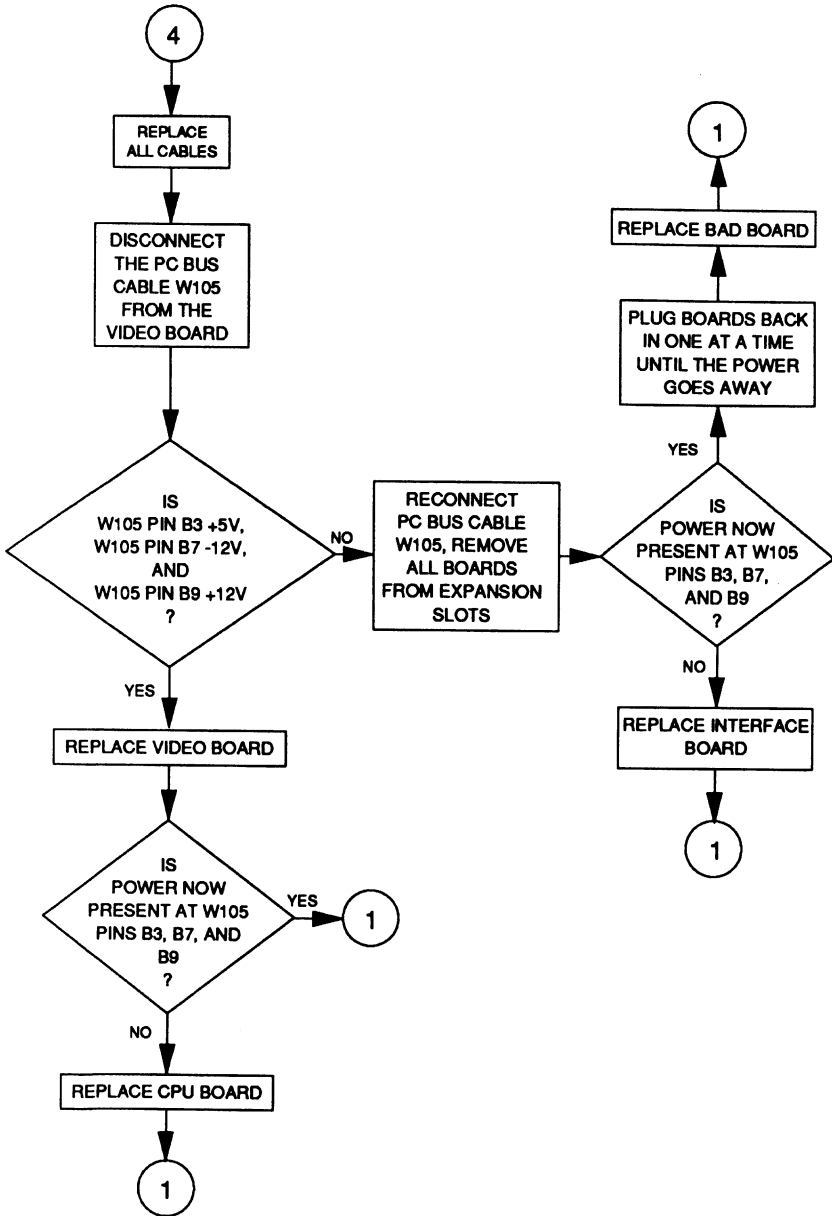 4
REPLACE
ALL CABLES
DISCONNECT
THE PC BUS
CABLE W105
FROM THE
VIDEO BOARD
IS
W105 PIN B3 +5V,
W105 PIN B7 -12V,
AND
W105 PIN B9 +12V
?
NO
RECONNECT
PC BUS CABLE
W105, REMOVE
ALL BOARDS
FROM EXPANSION
SLOTS
IS
POWER NOW
PRESENT AT W105
PINS B3, B7,
AND B9
?
YES
PLUG BOARDS BACK
IN ONE AT A TIME
UNTIL THE POWER
GOES AWAY
REPLACE BAD BOARD
1
NO
REPLACE INTERFACE
BOARD
1
YES
REPLACE VIDEO BOARD
IS
POWER NOW
PRESENT AT W105
PINS B3, B7, AND
B9
?
YES
1
NO
REPLACE CPU BOARD
1